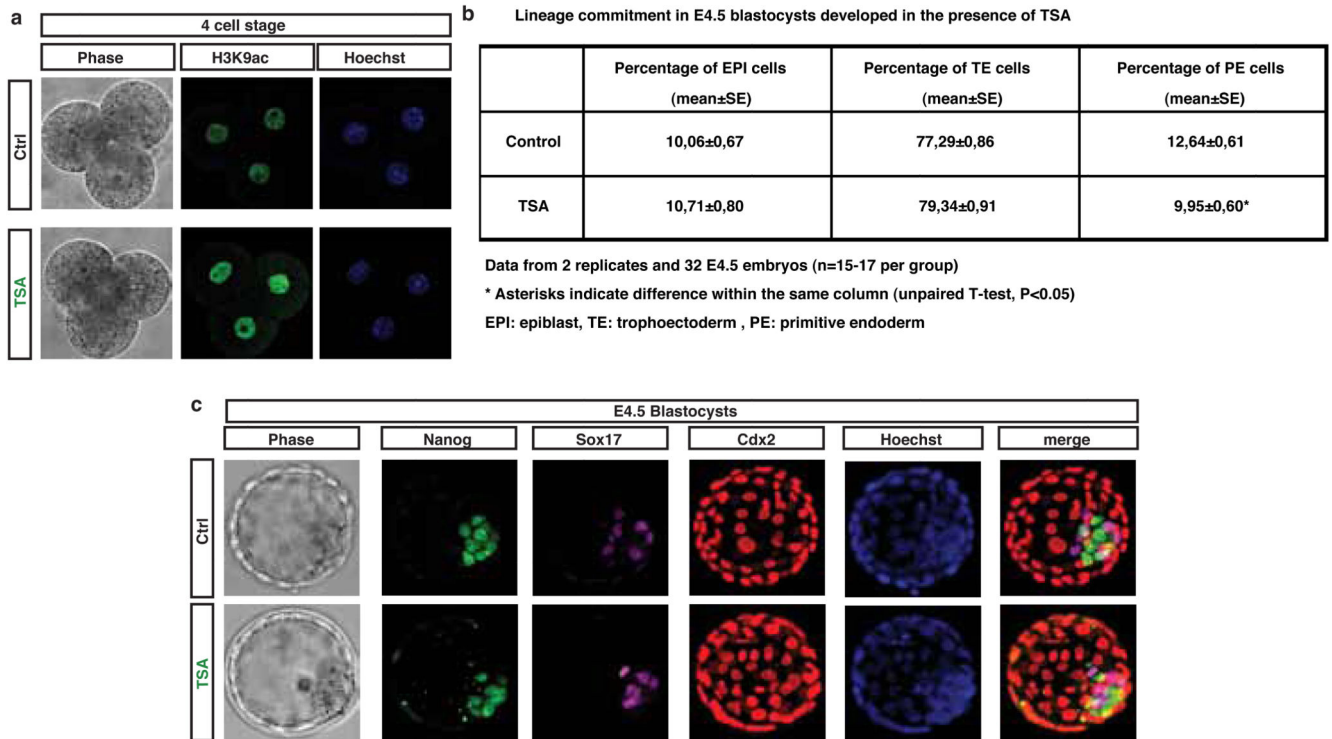 a
4 cell stage
Phase H3K9ac Hoechst
Ctrl
TSA
b Lineage commitment in E4.5 blastocysts developed in the presence of TSA
Percentage of EPI cells Percentage of TE cells Percentage of PE cells
(mean±SE) (mean±SE) (mean±SE)
Control 10,06±0,67 77,29±0,86 12,64±0,61
TSA 10,71±0,80 79,34±0,91 9,95±0,60*
Data from 2 replicates and 32 E4.5 embryos (n=15-17 per group)
* Asterisks indicate difference within the same column (unpaired T-test, P<0.05)
EPI: epiblast, TE: trophoectoderm , PE: primitive endoderm
c
E4.5 Blastocysts
Phase Nanog Sox17 Cdx2 Hoechst merge
Ctrl
TSA